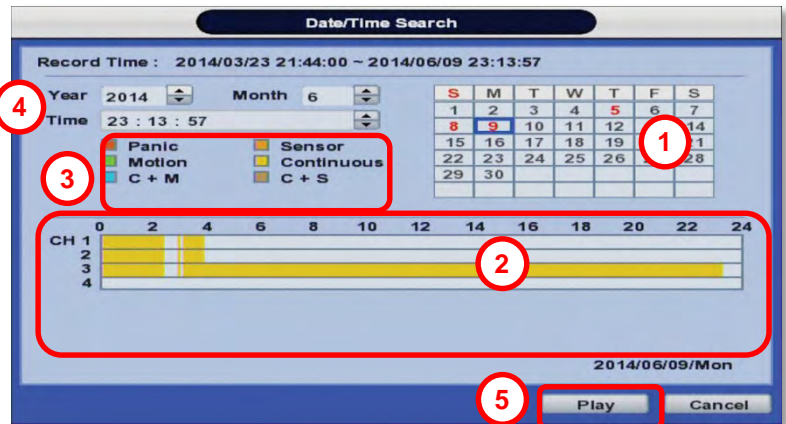 Date/Time Search
Record Time : 2014/03/23 21:44:00 ~ 2014/06/09 23:13:57
Year 2014 Month 6
Time 23 : 13 : 57
4
S M T W T F S
1 2 3 4 5 6 7
8 9 10 11 12 14
15 16 17 18 19 21
22 23 24 25 26 28
29 30
1
Panic Sensor
Motion Continuous
C + M C + S
3
0 2 4 6 8 10 12 14 16 18 20 22 24
CH 1
2
3
4
2
2014/06/09/Mon
5
Play Cancel